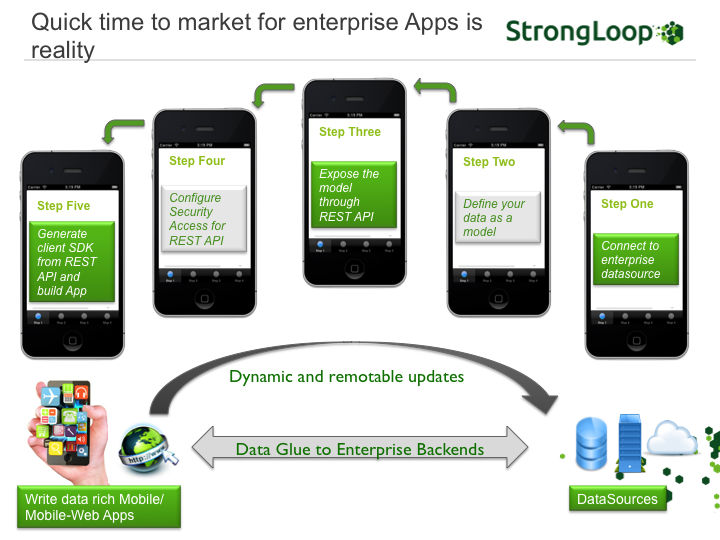 Quick time to market for enterprise Apps is
reality
StrongLoop
Step Three
Expose the
model
through
REST API
Step Four
Configure
Security
Access for
REST API
Step Two
Define your
data as a
model
Step Five
Generate
client SDK
from REST
API and
build App
Step One
Connect to
enterprise
datasource
Dynamic and remotable updates
Data Glue to Enterprise Backends
http://www.
Write data rich Mobile/
Mobile-Web Apps
DataSources